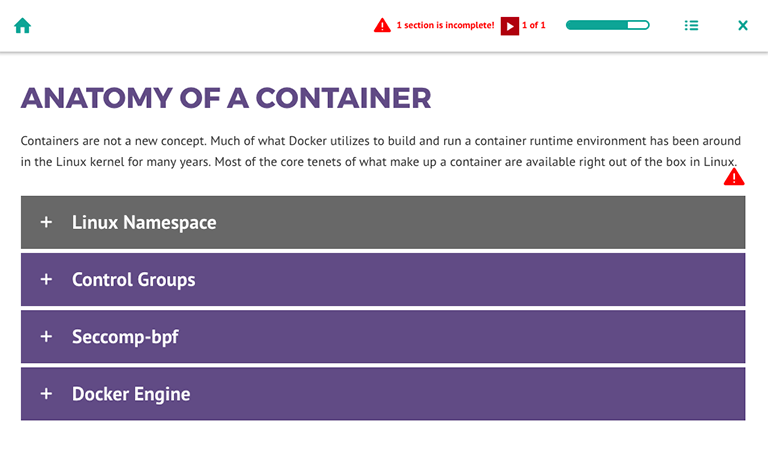 1 section is incomplete! 1 of 1
ANATOMY OF A CONTAINER
Containers are not a new concept. Much of what Docker utilizes to build and run a container runtime environment has been around
in the Linux kernel for many years. Most of the core tenets of what make up a container are available right out of the box in Linux.
+ Linux Namespace
+ Control Groups
+ Seccomp-bpf
+ Docker Engine